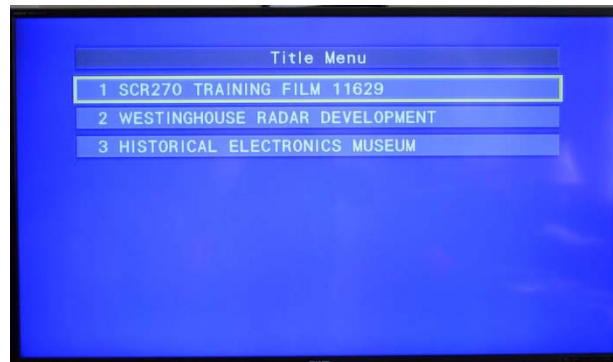 Title Menu
1 SCR270 TRAINING FILM 11629
2 WESTINGHOUSE RADAR DEVELOPMENT
3 HISTORICAL ELECTRONICS MUSEUM